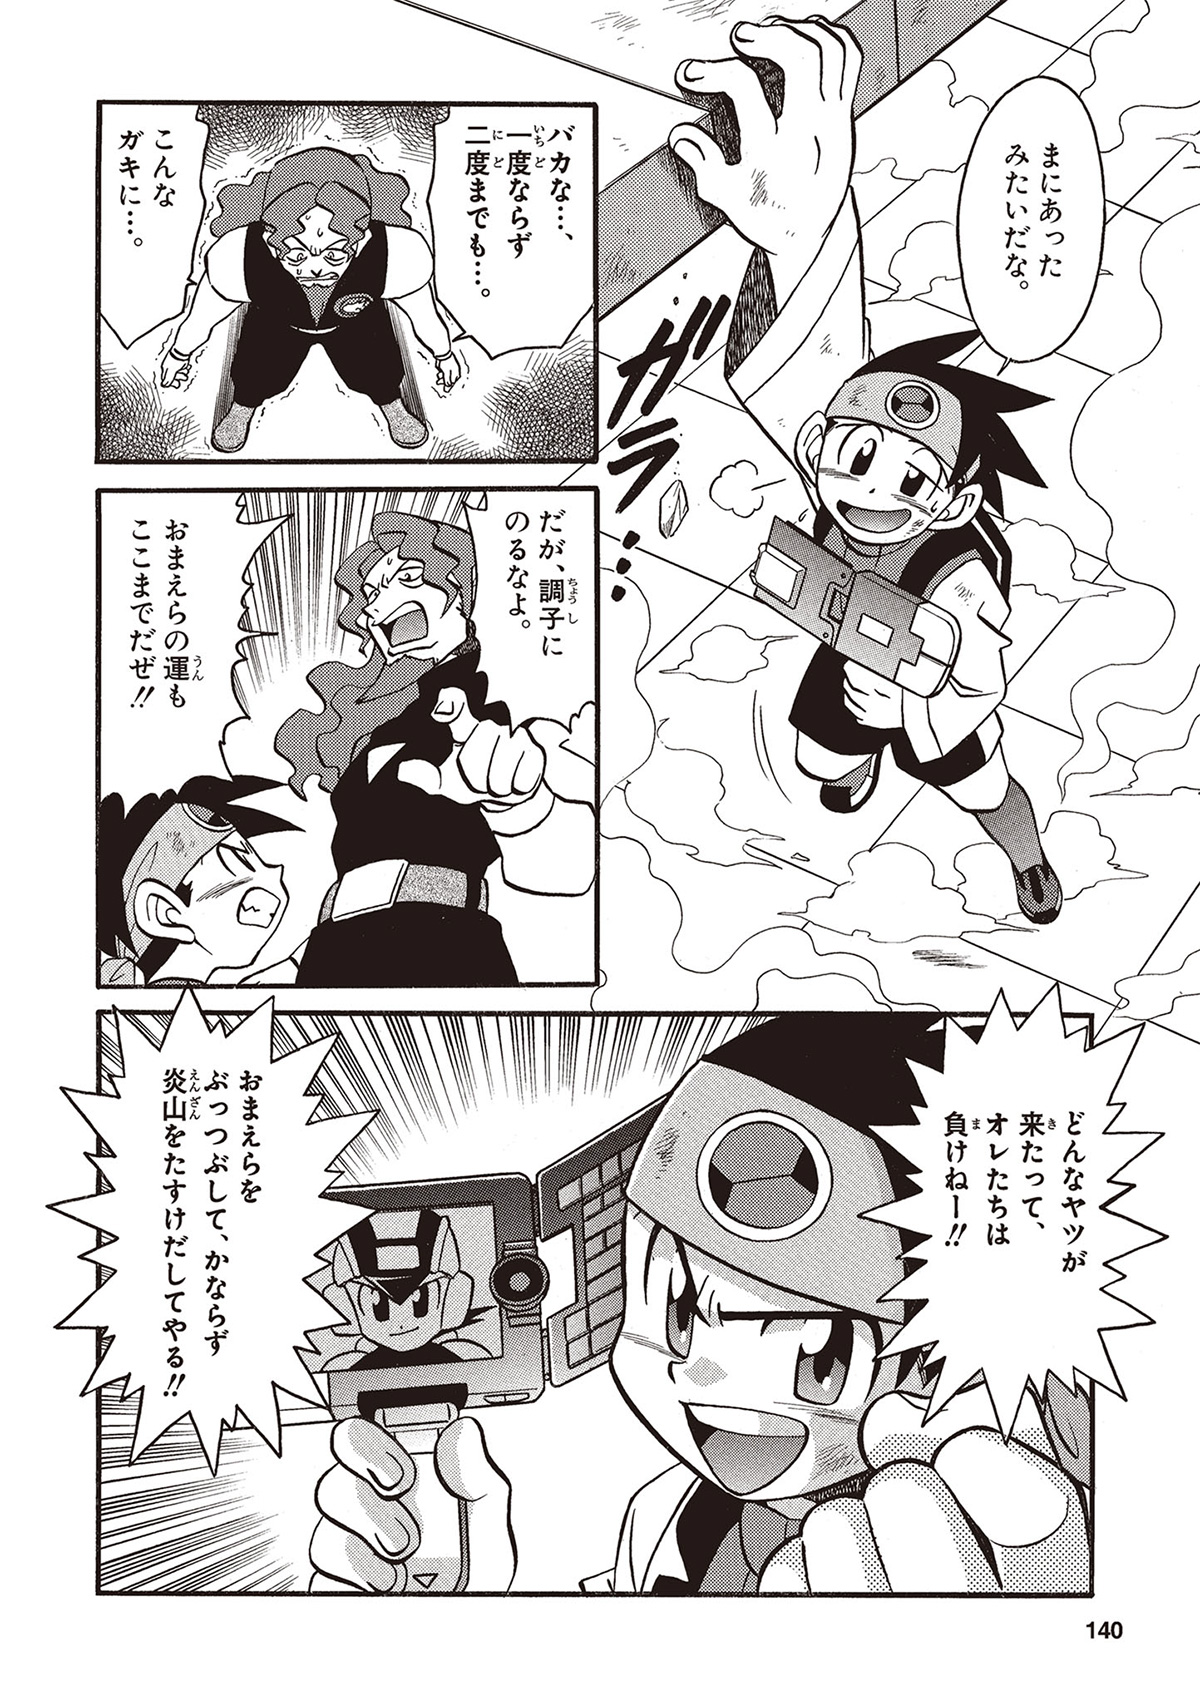 まにあった
みたいだな。
ガラ…
バカな…、
一度ならず
二度までも…。
こんな
ガキに…。
だが、調子に
のるなよ。
おまえらの運も
ここまでだぜ!!
どんなヤツが
来たって、
オレたちは
負けねー!!
おまえらを
ぶっつぶして、かならず
炎山をたすけだしてやる!!
140